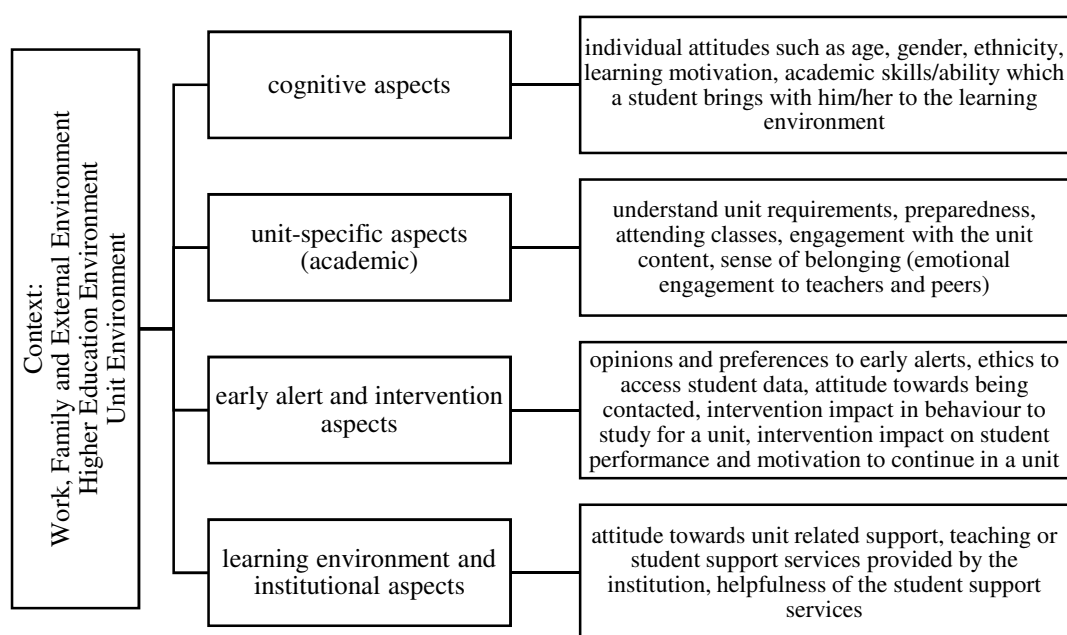 Context:
Work, Family and External Environment
Higher Education Environment
Unit Environment
cognitive aspects
individual attitudes such as age, gender, ethnicity,
learning motivation, academic skills/ability which
a student brings with him/her to the learning
environment
unit-specific aspects
(academic)
understand unit requirements, preparedness,
attending classes, engagement with the unit
content, sense of belonging (emotional
engagement to teachers and peers)
early alert and intervention
aspects
opinions and preferences to early alerts, ethics to
access student data, attitude towards being
contacted, intervention impact in behaviour to
study for a unit, intervention impact on student
performance and motivation to continue in a unit
learning environment and
institutional aspects
attitude towards unit related support, teaching or
student support services provided by the
institution, helpfulness of the student support
services